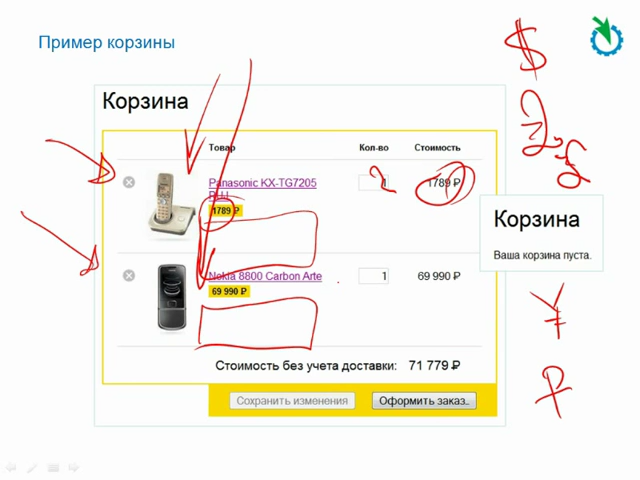 Пример корзины
$
Корзина
Товар Кол-во Стоимость
Panasonic KX-TG7205 1 2 1789 ₽
1789 ₽
£
Корзина
Ваша корзина пуста.
Nokia 8800 Carbon Arte 1 69 990 ₽
69 990 ₽
¥
Стоимость без учета доставки: 71 779 ₽
₽
Сохранить изменения Оформить заказ..